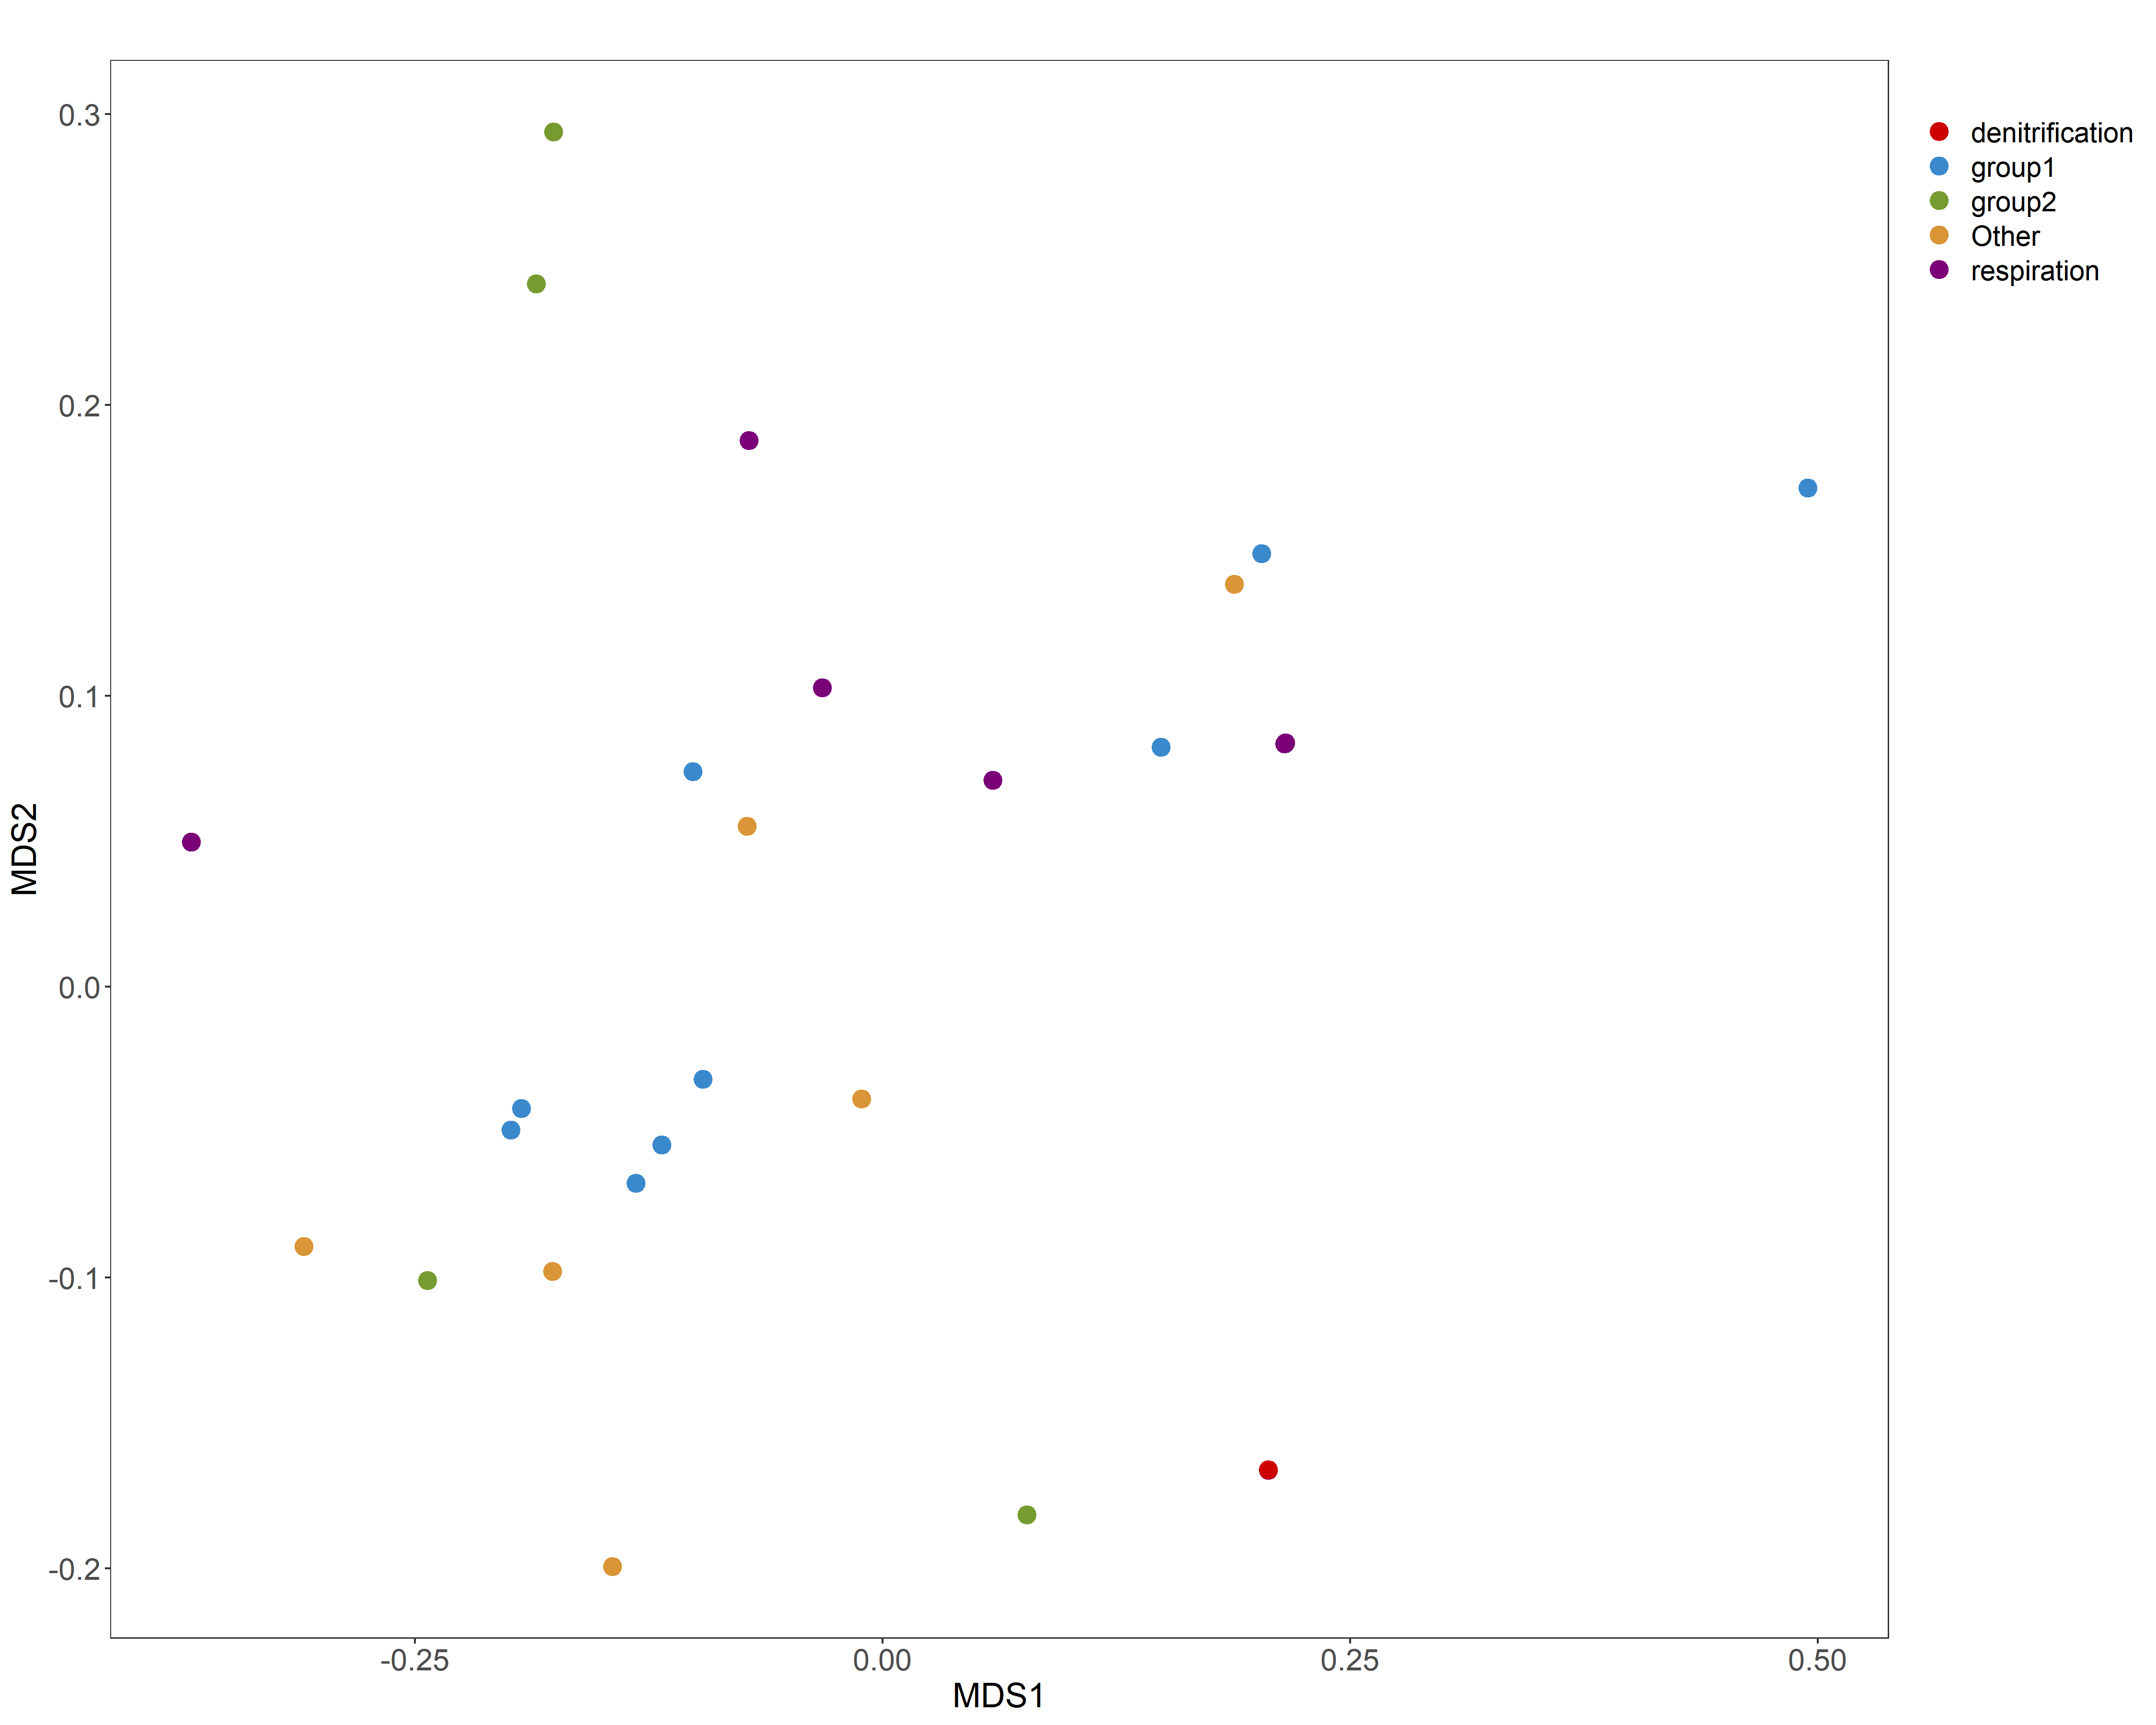 0.3
0.2
0.1
0.0
-0.1
-0.2
MDS2
-0.25
0.00
0.25
0.50
MDS1
denitrification
group1
group2
Other
respiration